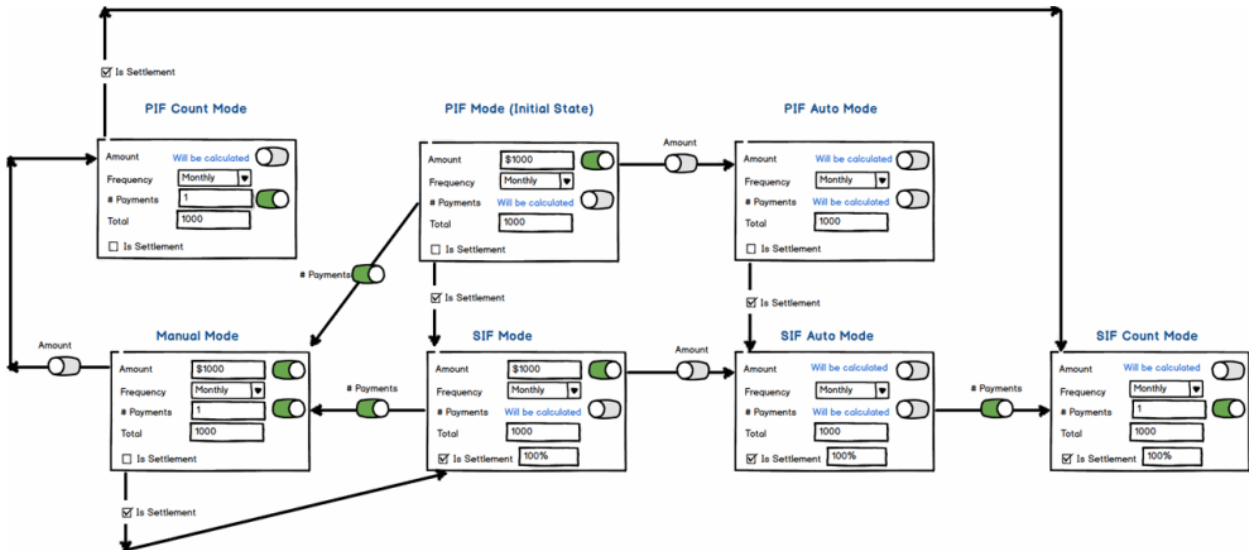 Is Settlement
PIF Count Mode
Amount Will be calculated
Frequency Monthly
# Payments 1
Total 1000
Is Settlement
PIF Mode (Initial State)
Amount $1000
Frequency Monthly
# Payments Will be calculated
Total 1000
Is Settlement
Amount
PIF Auto Mode
Amount Will be calculated
Frequency Monthly
# Payments Will be calculated
Total 1000
Is Settlement
# Payments
Is Settlement
Is Settlement
Amount
Manual Mode
Amount $1000
Frequency Monthly
# Payments 1
Total 1000
Is Settlement
Is Settlement
# Payments
SIF Mode
Amount $1000
Frequency Monthly
# Payments Will be calculated
Total 1000
Is Settlement 100%
Amount
SIF Auto Mode
Amount Will be calculated
Frequency Monthly
# Payments Will be calculated
Total 1000
Is Settlement 100%
# Payments
SIF Count Mode
Amount Will be calculated
Frequency Monthly
# Payments 1
Total 1000
Is Settlement 100%